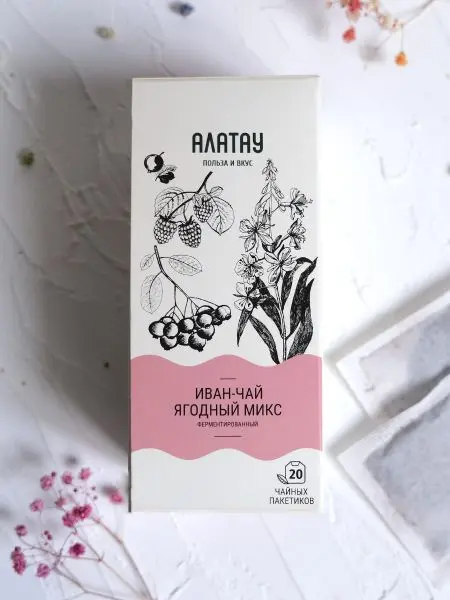 АЛАТАУ
ПОЛЬЗА И ВКУС
ИВАН-ЧАЙ
ЯГОДНЫЙ МИКС
ФЕРМЕНТИРОВАННЫЙ
20
ЧАЙНЫХ
ПАКЕТИКОВ